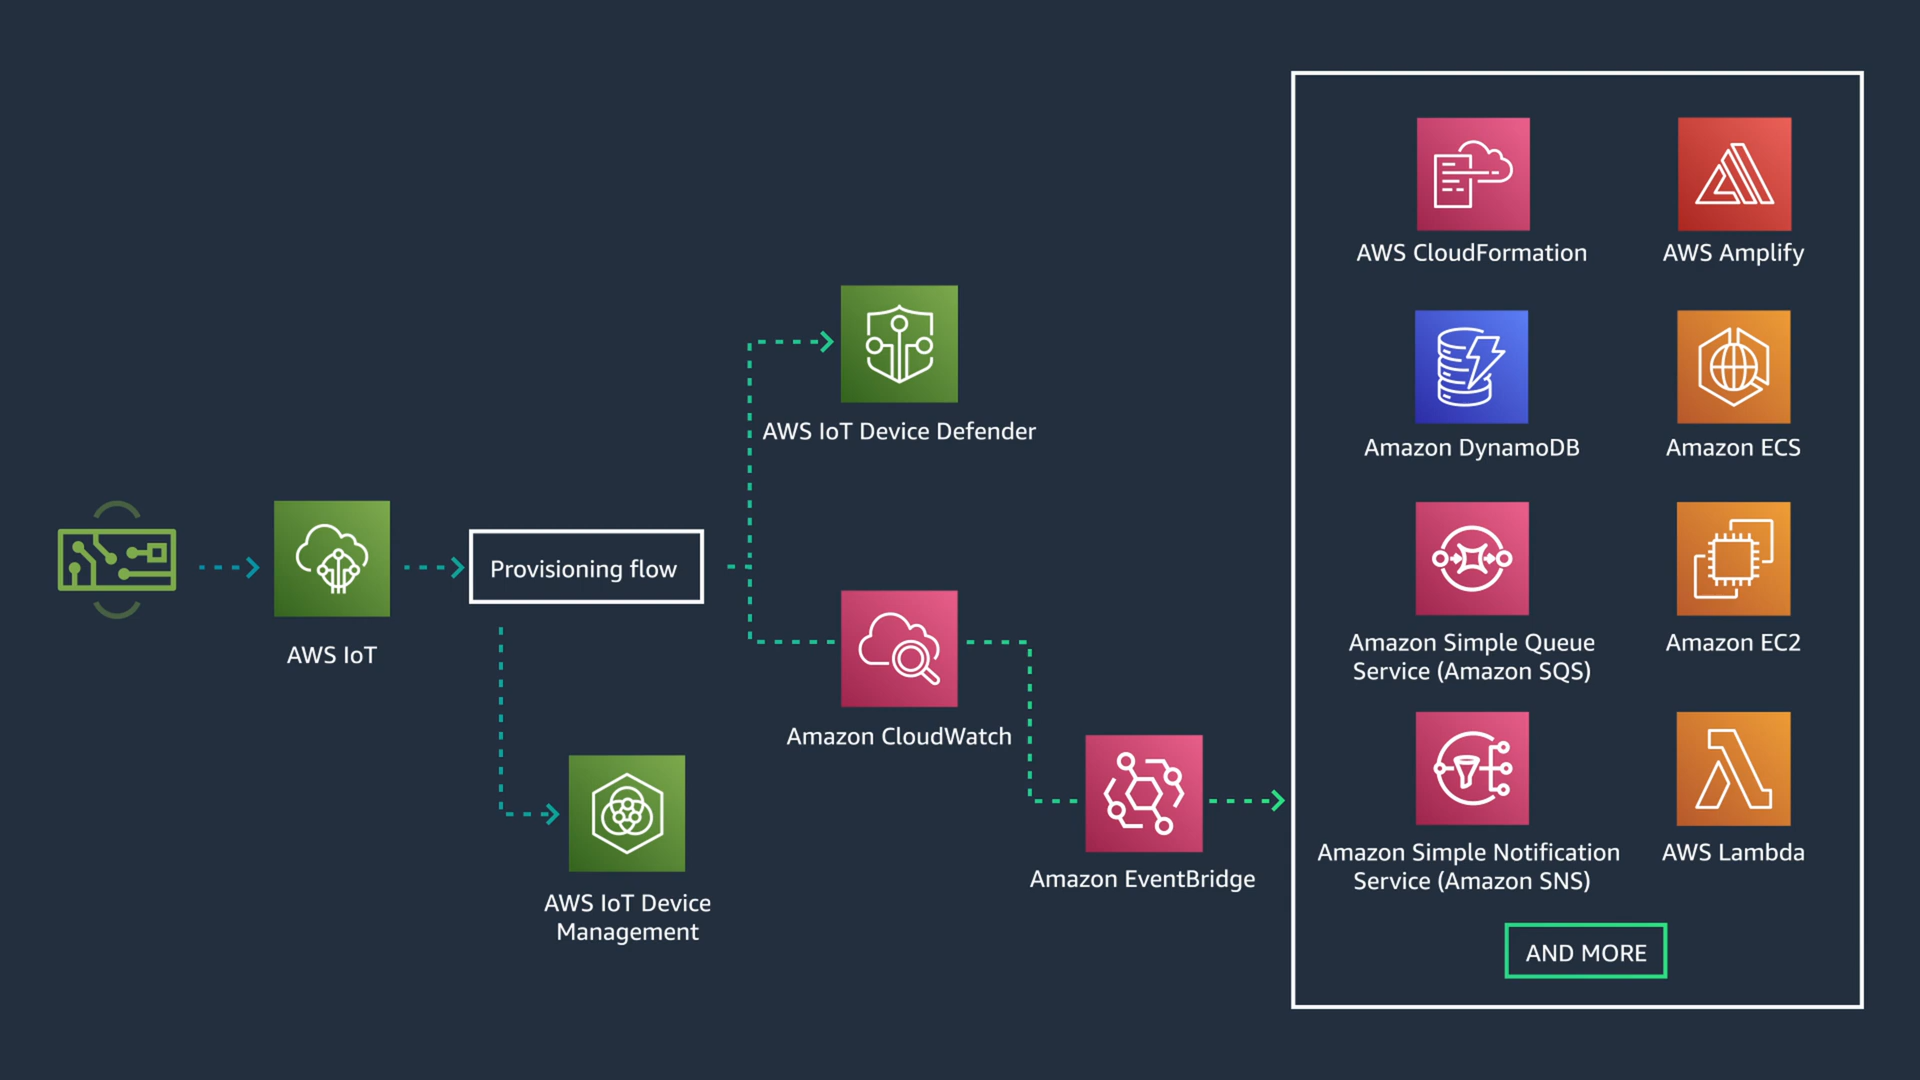 AWS IoT
Provisioning flow
AWS IoT Device
Management
AWS IoT Device Defender
Amazon CloudWatch
Amazon EventBridge
AWS CloudFormation
AWS Amplify
Amazon DynamoDB
Amazon ECS
Amazon Simple Queue
Service (Amazon SQS)
Amazon EC2
Amazon Simple Notification
Service (Amazon SNS)
AWS Lambda
AND MORE